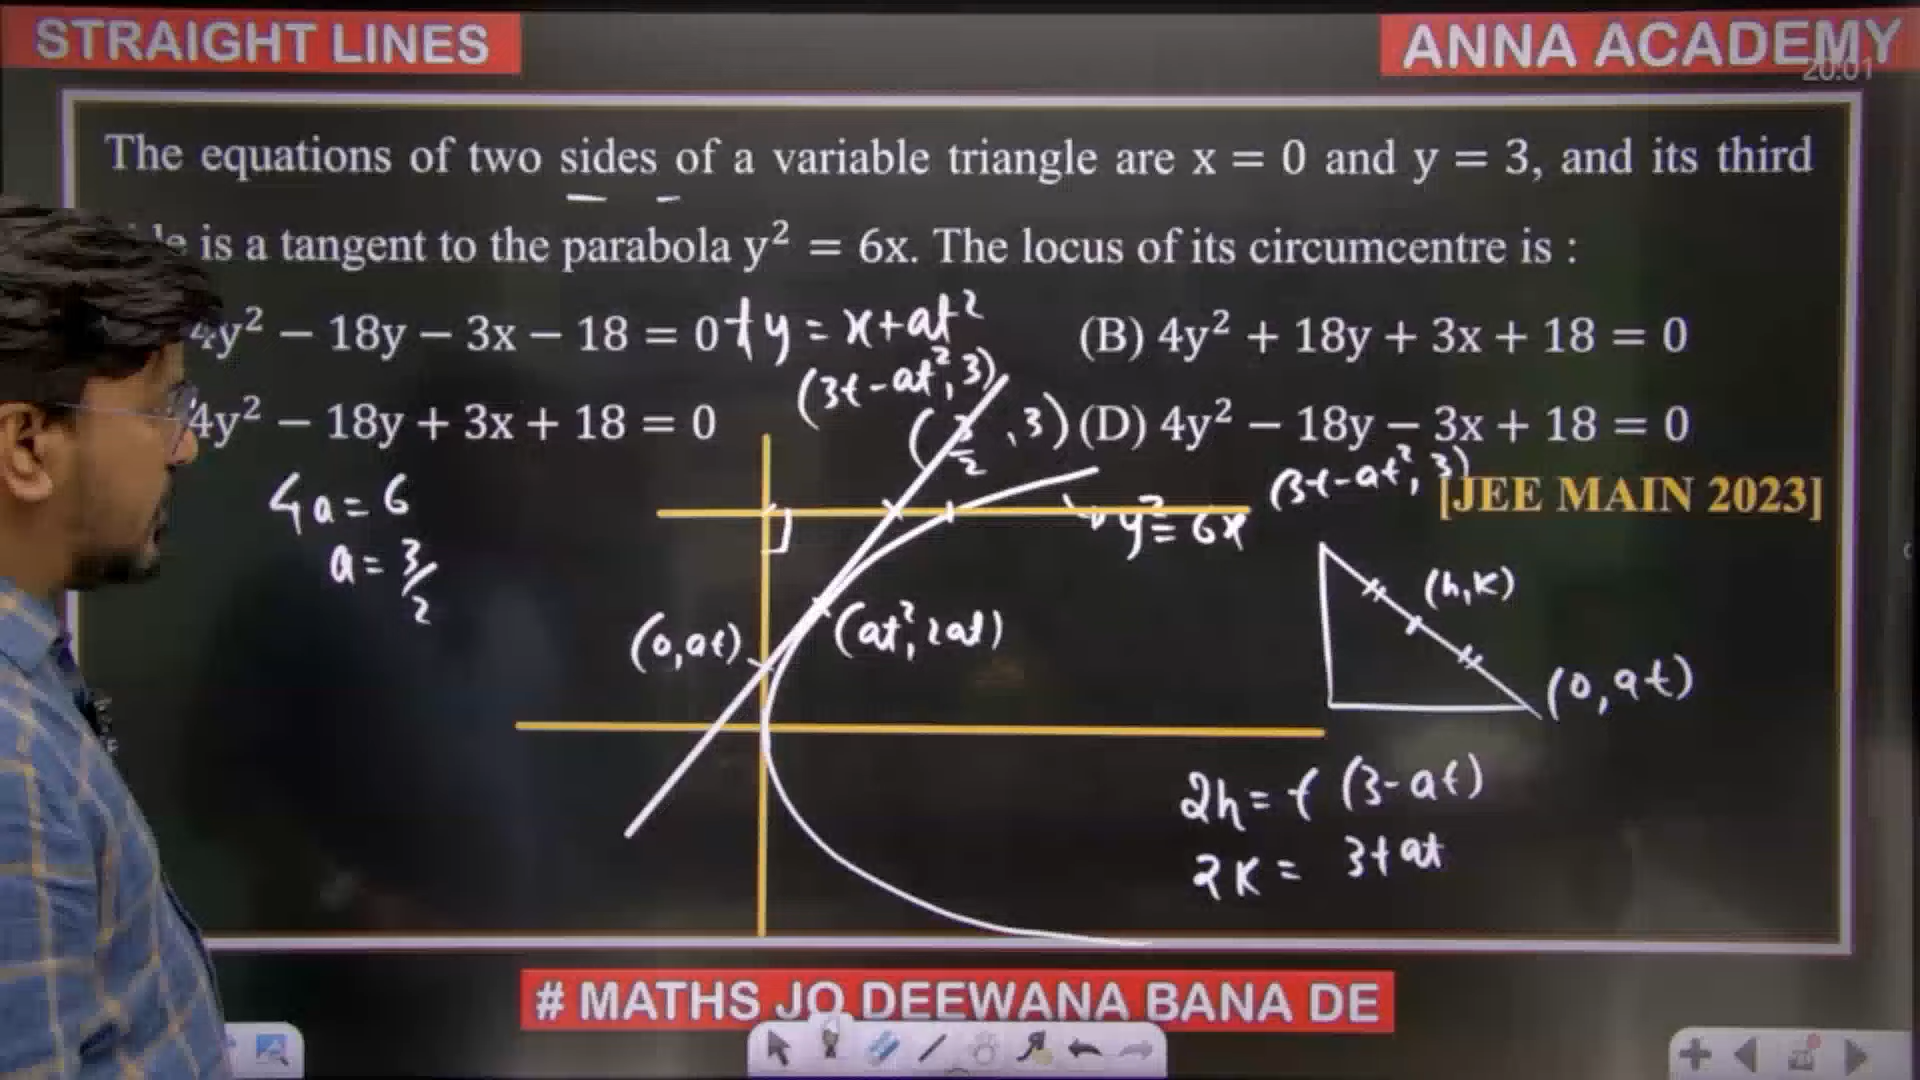 STRAIGHT LINES
ANNA ACADEMY
20:01
The equations of two sides of a variable triangle are x = 0 and y = 3, and its third
is a tangent to the parabola y² = 6x. The locus of its circumcentre is :
4y² − 18y − 3x − 18 = 0
ty = x+at²
(B) 4y² + 18y + 3x + 18 = 0
(3t-at², 3)
4y² − 18y + 3x + 18 = 0
(3/2, 3)
(D) 4y² − 18y − 3x + 18 = 0
(3t-at², 3)
[JEE MAIN 2023]
4a = 6
a = 3/2
y² = 6x
(h,k)
(0,at)
(at², 2at)
(0, at)
2h = t (3-at)
2k = 3+at
# MATHS JO DEEWANA BANA DE